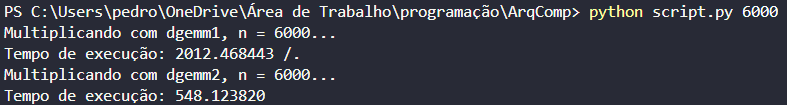 PS C:\Users\pedro\OneDrive\Área de Trabalho\programação\ArqComp> python script.py 6000
Multiplicando com dgemm1, n = 6000...
Tempo de execução: 2012.468443 /.
Multiplicando com dgemm2, n = 6000...
Tempo de execução: 548.123820